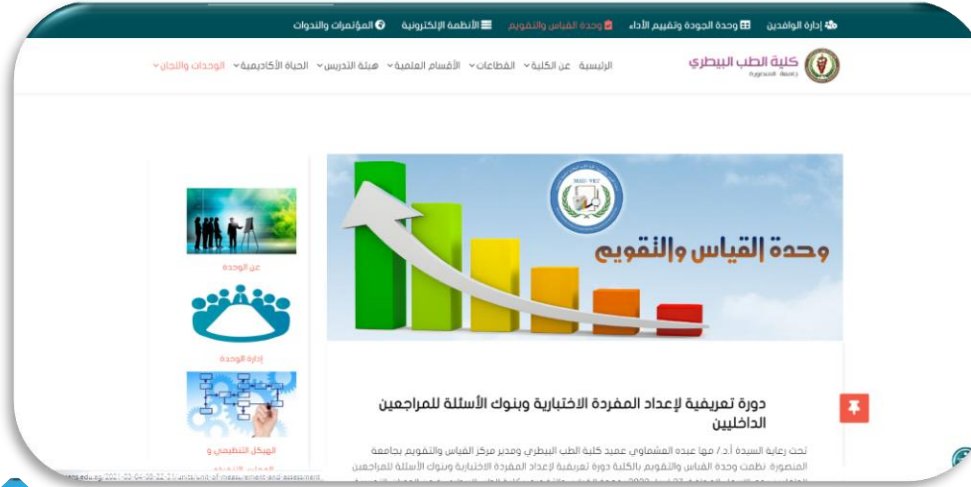 إدارة الوافدين وحدة الجودة وتقييم الأداء وحدة القياس والتقويم الأنظمة الإلكترونية المؤتمرات والندوات
كلية الطب البيطري
جامعة المنصورة
الرئيسية عن الكلية القطاعات الأقسام العلمية هيئة التدريس الحياة الأكاديمية الوحدات واللجان
وحدة القياس والتقويم
عن الوحدة
إدارة الوحدة
الهيكل التنظيمي و
دورة تعريفية لإعداد المفردة الاختبارية وبنوك الأسئلة للمراجعين
الداخليين
تحت رعاية السيدة أ.د / مها عبده العشماوي عميد كلية الطب البيطري ومدير مركز القياس والتقويم بجامعة
المنصورة. نظمت وحدة القياس والتقويم بالكلية دورة تعريفية لإعداد المفردة الاختبارية وبنوك الأسئلة للمراجعين